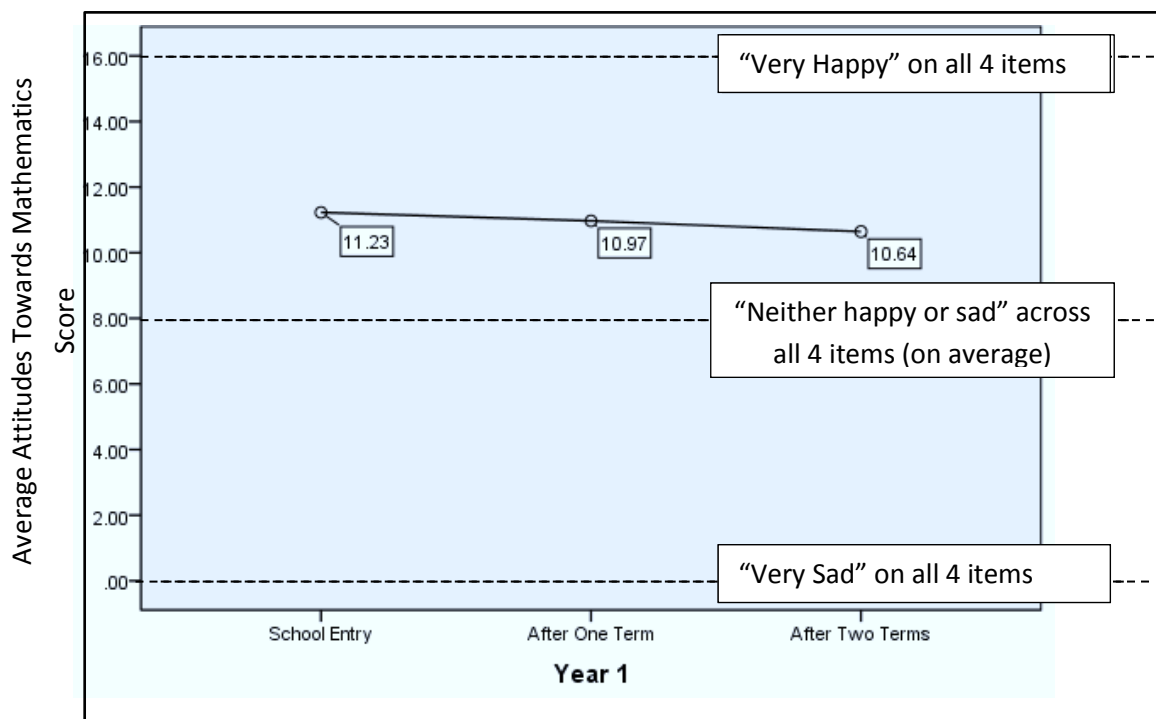 Average Attitudes Towards Mathematics
Score
16.00
14.00
12.00
10.00
8.00
6.00
4.00
2.00
.00
“Very Happy” on all 4 items
11.23
10.97
10.64
“Neither happy or sad” across
all 4 items (on average)
“Very Sad” on all 4 items
School Entry
After One Term
After Two Terms
Year 1